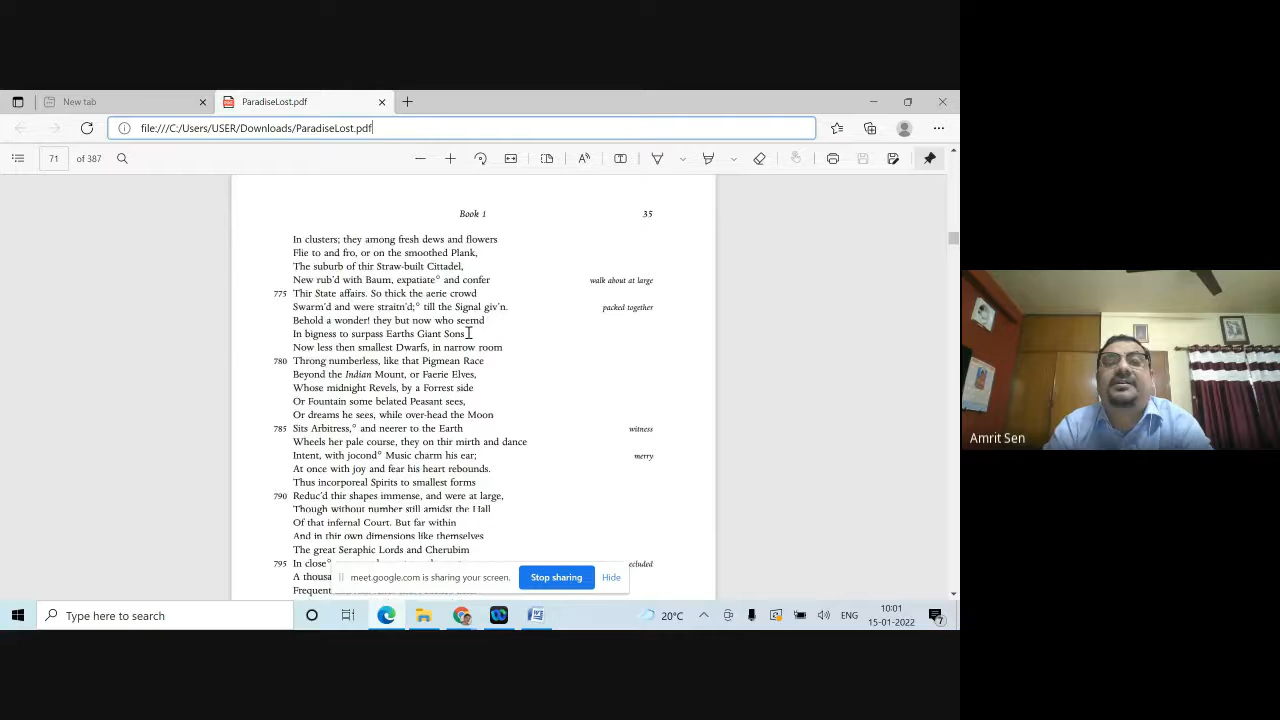 New tab
ParadiseLost.pdf
file:///C:/Users/USER/Downloads/ParadiseLost.pdf
71 of 387
Book 1 35
In clusters; they among fresh dews and flowers
Flie to and fro, or on the smoothed Plank,
The suburb of thir Straw-built Cittadel,
New rub'd with Baum, expatiate° and confer walk about at large
775 Thir State affairs. So thick the aerie crowd
Swarm'd and were strait'nd;° till the Signal giv'n. packed together
Behold a wonder! they but now who seemd
In bigness to surpass Earths Giant Sons
Now less then smallest Dwarfs, in narrow room
780 Throng numberless, like that Pigmean Race
Beyond the Indian Mount, or Faerie Elves,
Whose midnight Revels, by a Forrest side
Or Fountain some belated Peasant sees,
Or dreams he sees, while over-head the Moon
785 Sits Arbitress,° and neerer to the Earth witness
Wheels her pale course, they on thir mirth and dance
Intent, with jocond° Music charm his ear; merry
At once with joy and fear his heart rebounds.
Thus incorporeal Spirits to smallest forms
790 Reduc'd thir shapes immense, and were at large,
Though without number still amidst the Hall
Of that infernal Court. But far within
And in thir own dimensions like themselves
The great Seraphic Lords and Cherubim
795 In close° ecluded
A thousa
Frequent
meet.google.com is sharing your screen. Stop sharing Hide
Amrit Sen
Type here to search
20°C
ENG
10:01
15-01-2022
7